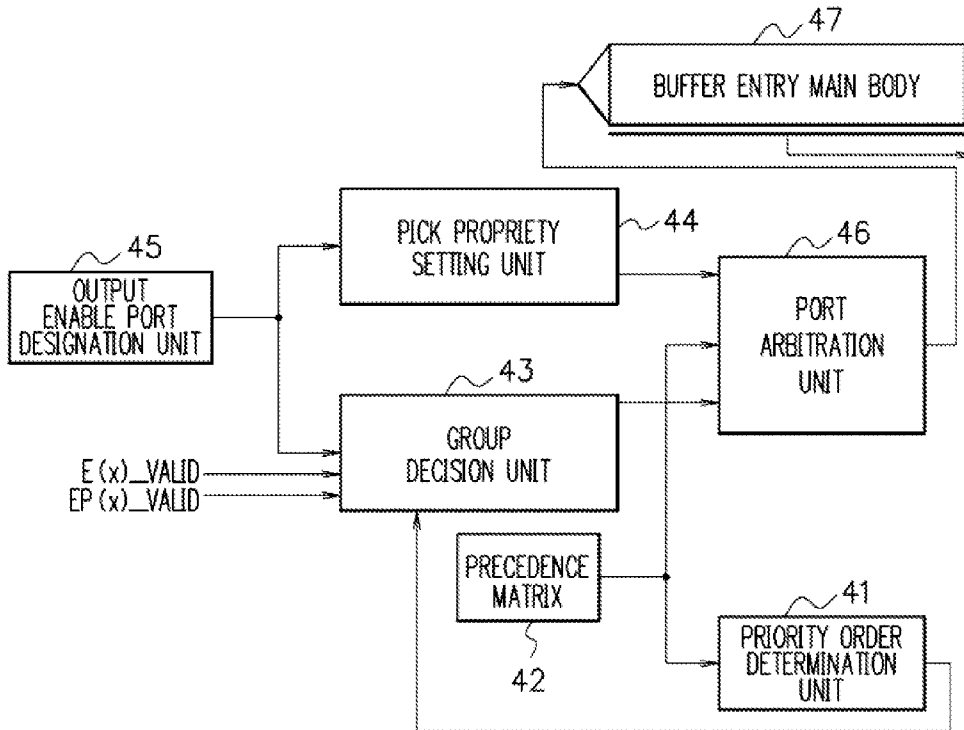 47
BUFFER ENTRY MAIN BODY
45
OUTPUT
ENABLE PORT
DESIGNATION UNIT
PICK PROPRIETY
SETTING UNIT
44
46
PORT
ARBITRATION
UNIT
43
GROUP
DECISION UNIT
E(x)_VALID
EP(x)_VALID
PRECEDENCE
MATRIX
42
41
PRIORITY ORDER
DETERMINATION
UNIT